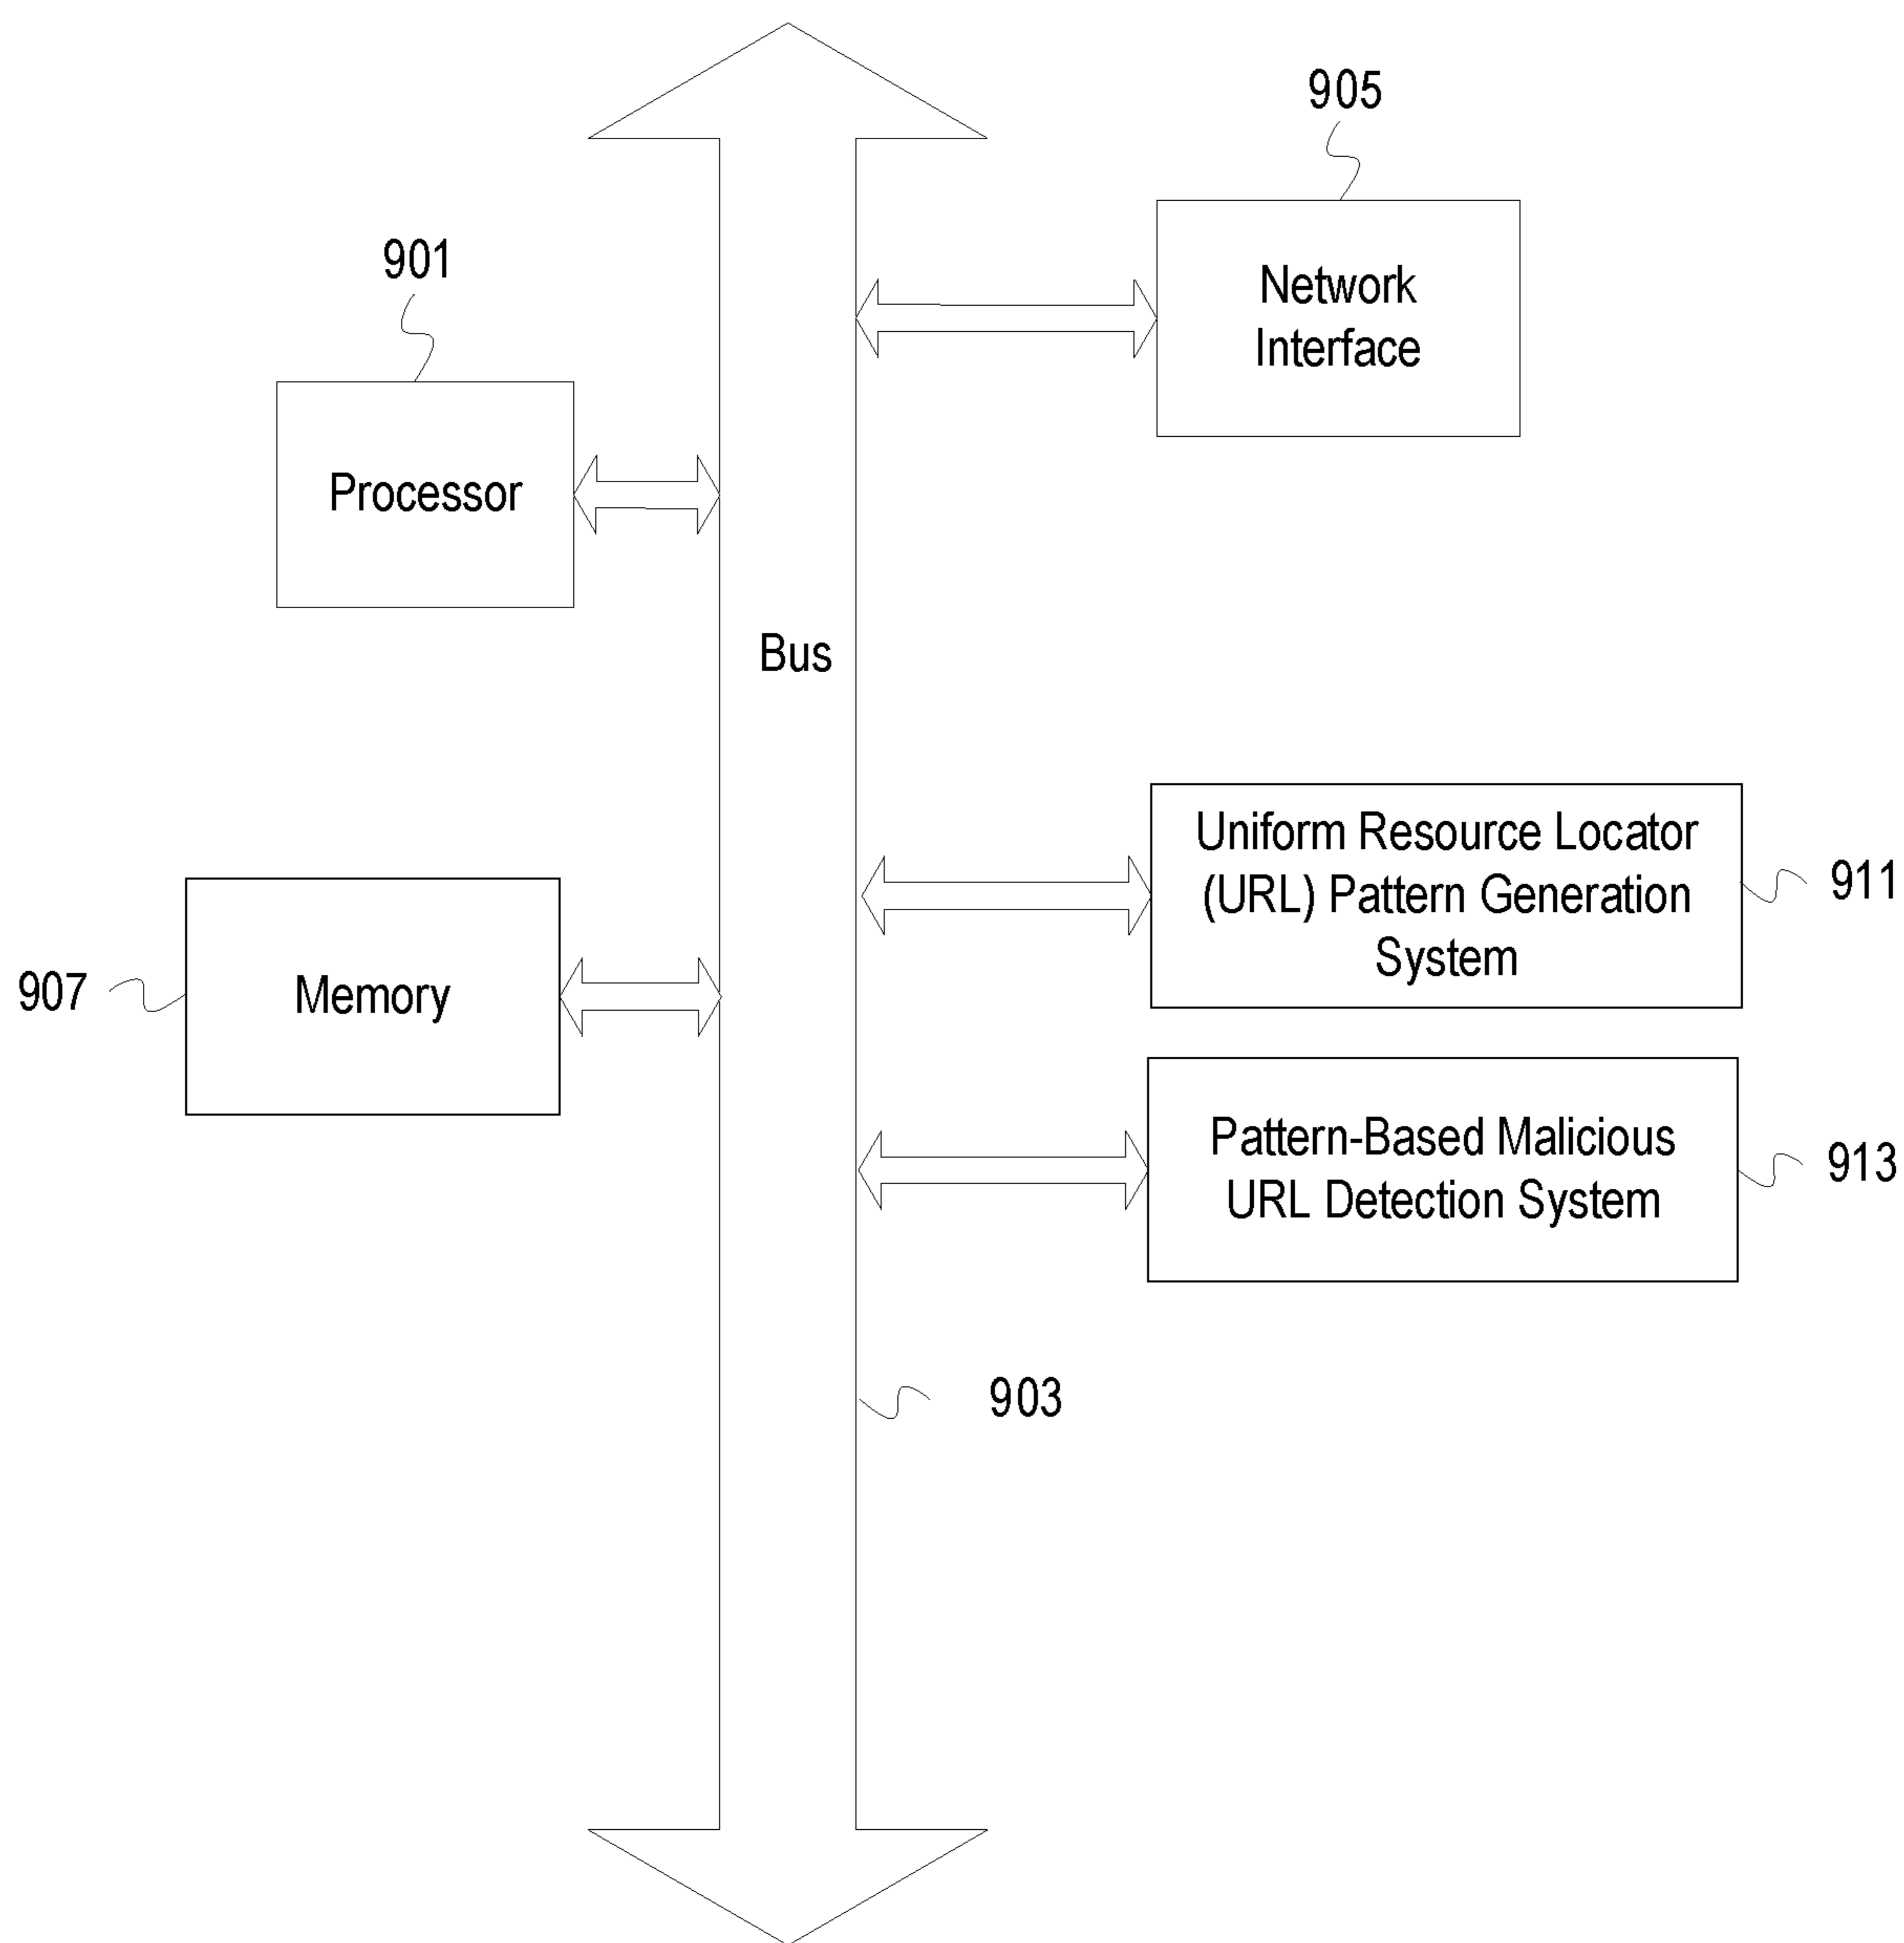 905
Network
Interface
901
Processor
Bus
Uniform Resource Locator
(URL) Pattern Generation
System
911
907
Memory
Pattern-Based Malicious
URL Detection System
913
903